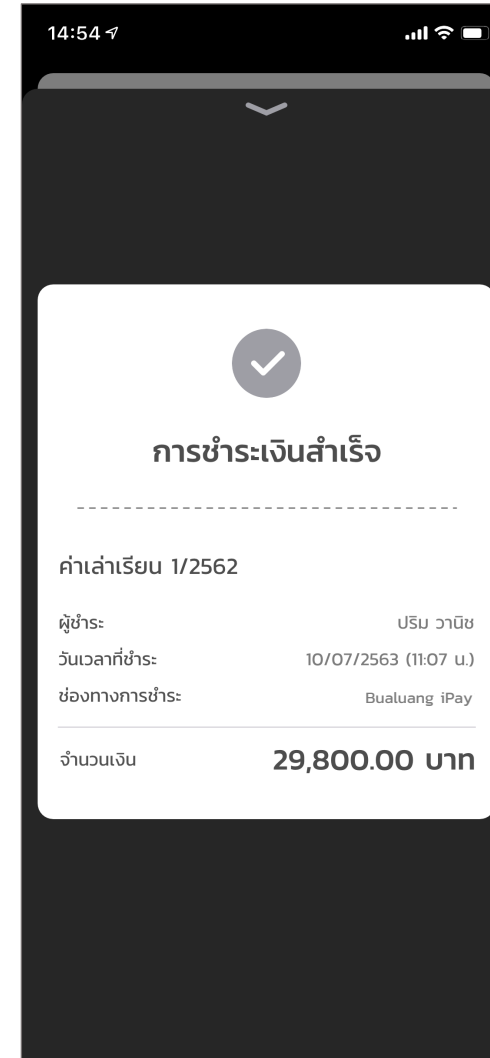 14:54
การชำระเงินสำเร็จ
ค่าเล่าเรียน 1/2562
ผู้ชำระ ปริม วานิช
วันเวลาที่ชำระ 10/07/2563 (11:07 น.)
ช่องทางการชำระ Bualuang iPay
จำนวนเงิน 29,800.00 บาท